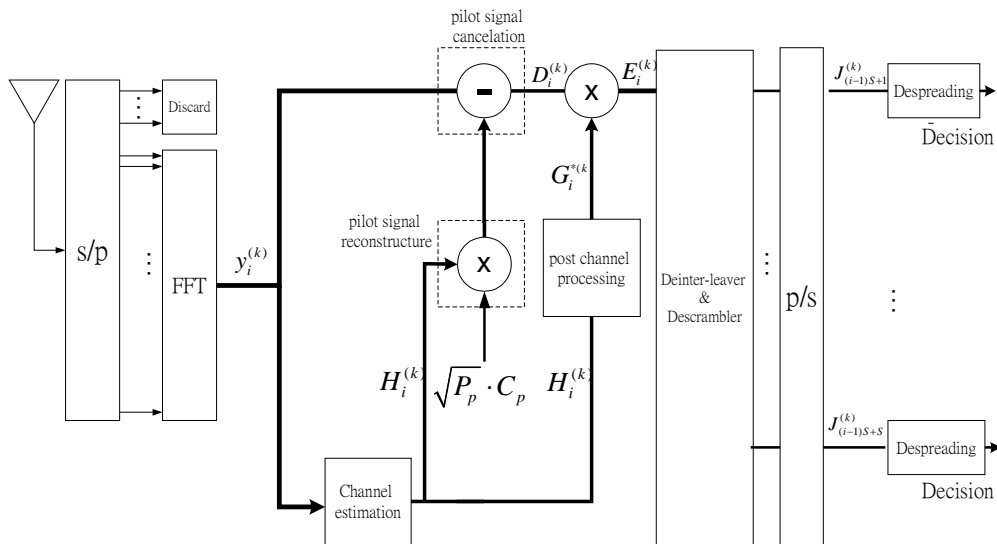 pilot signal
cancelation
s/p
Discard
FFT
y_i^{(k)}
-
D_i^{(k)}
x
E_i^{(k)}
G_i^{*(k}
pilot signal
reconstructure
x
post channel
processing
H_i^{(k)}
\sqrt{P_p} · C_p
H_i^{(k)}
Channel
estimation
Deinter-leaver
&
Descrambler
p/s
J_{(i-1)S+1}^{(k)}
Despreading
Decision
J_{(i-1)S+S}^{(k)}
Despreading
Decision